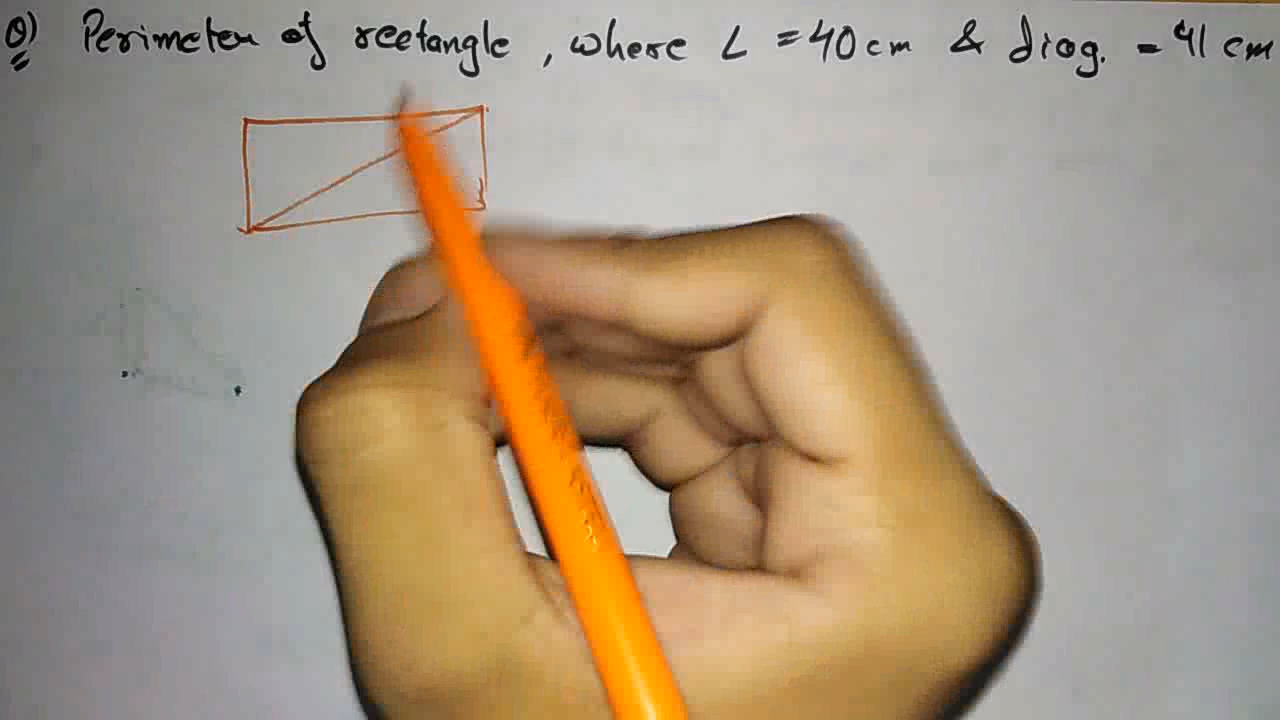 Q) Perimeter of rectangle, where L = 40 cm & diag. = 41 cm